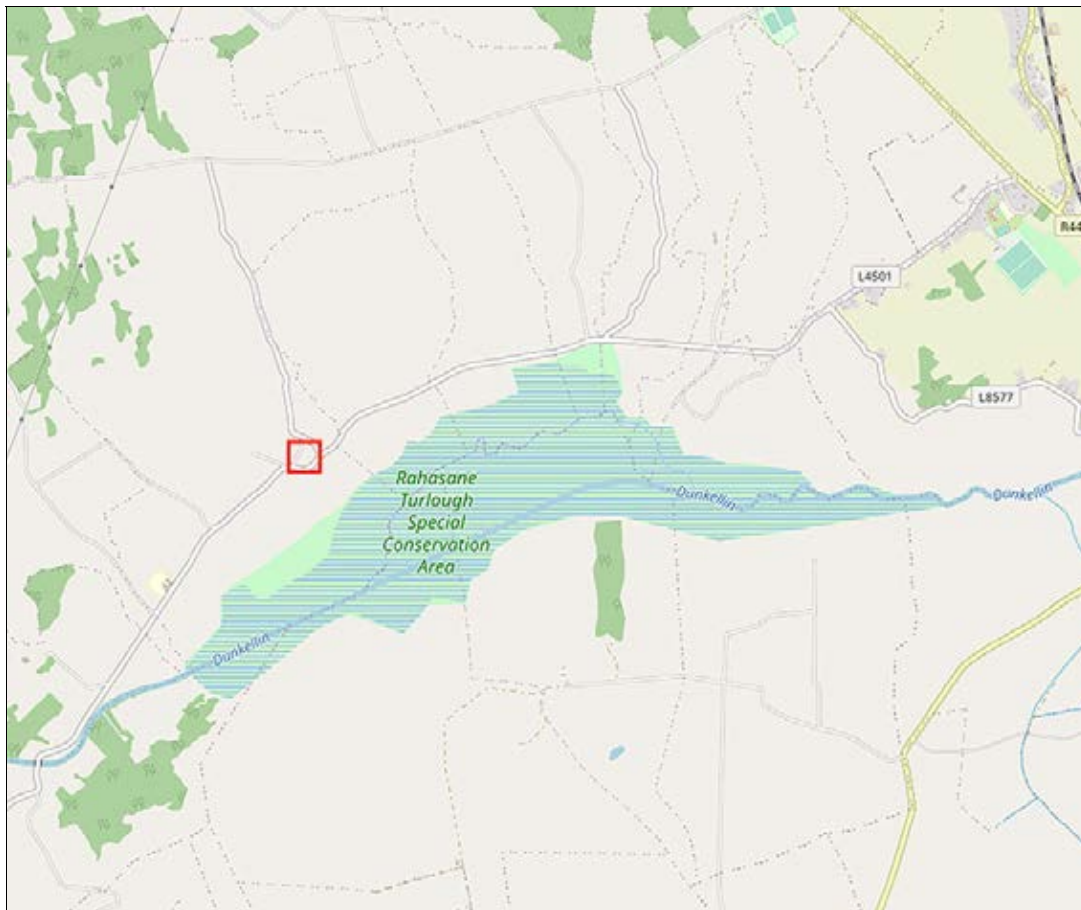 R44
L4501
L8577
Rahasane
Turlough
Special
Conservation
Area
Dunkellin
Dunkellin
Dunkellin